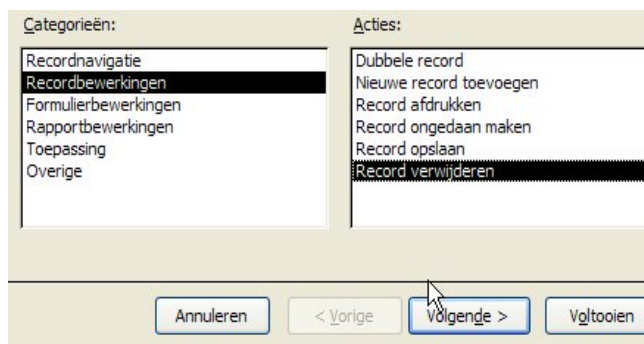 Categorieën:
Recordnavigatie
Recordbewerkingen
Formulierbewerkingen
Rapportbewerkingen
Toepassing
Overige
Acties:
Dubbele record
Nieuwe record toevoegen
Record afdrukken
Record ongedaan maken
Record opslaan
Record verwijderen
Annuleren < Vorige Volgende > Voltooien